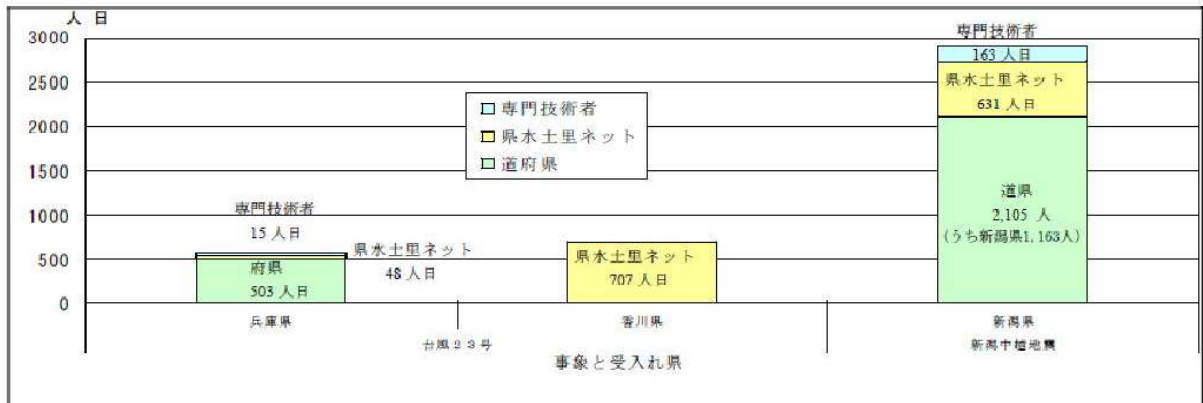 人 日
3000
2500
2000
1500
1000
500
0
専門技術者
県水土里ネット
道府県
専門技術者
15 人日
県水土里ネット
48 人日
府県
503 人日
県水土里ネット
707 人日
専門技術者
163 人日
県水土里ネット
631 人日
道県
2,105 人
(うち新潟県1,163人)
兵庫県
香川県
新潟県
台風23号
新潟中越地震
事象と受入れ県